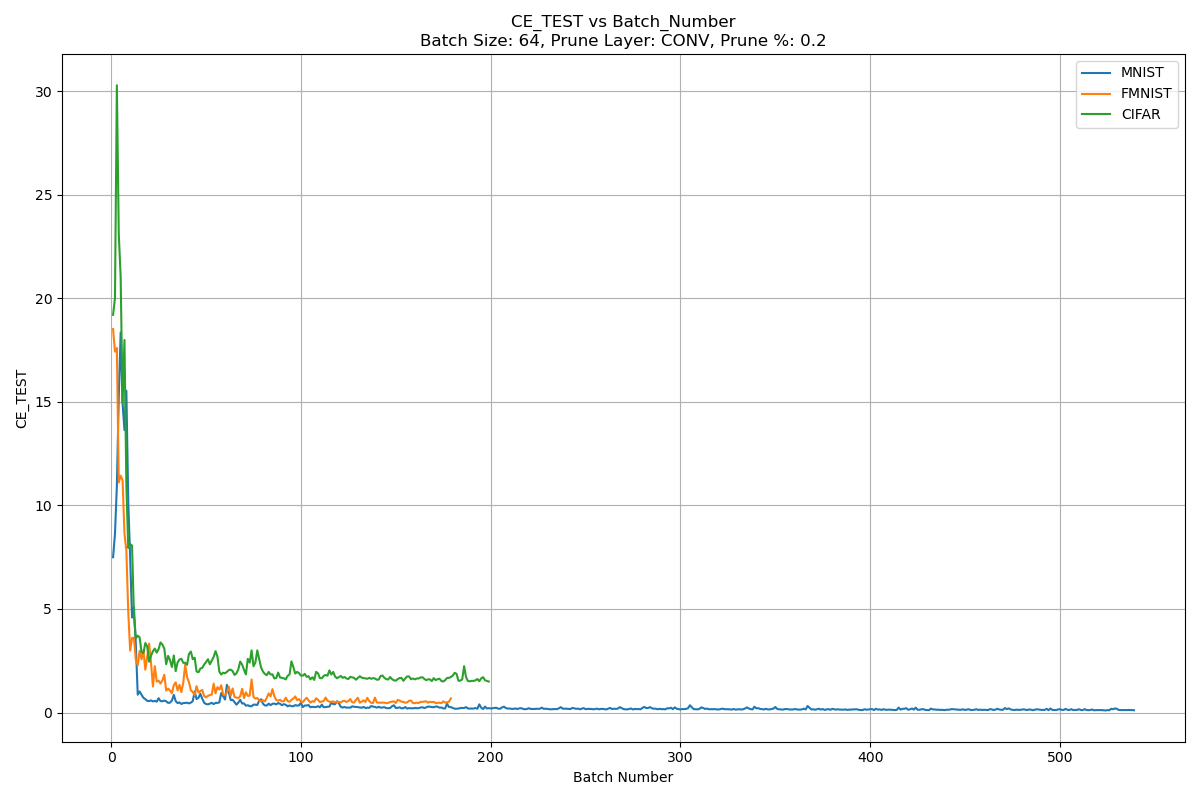 CE_TEST vs Batch_Number
Batch Size: 64, Prune Layer: CONV, Prune %: 0.2
MNIST
FMNIST
CIFAR
30
25
20
15
10
5
0
CE_TEST
0 100 200 300 400 500
Batch Number